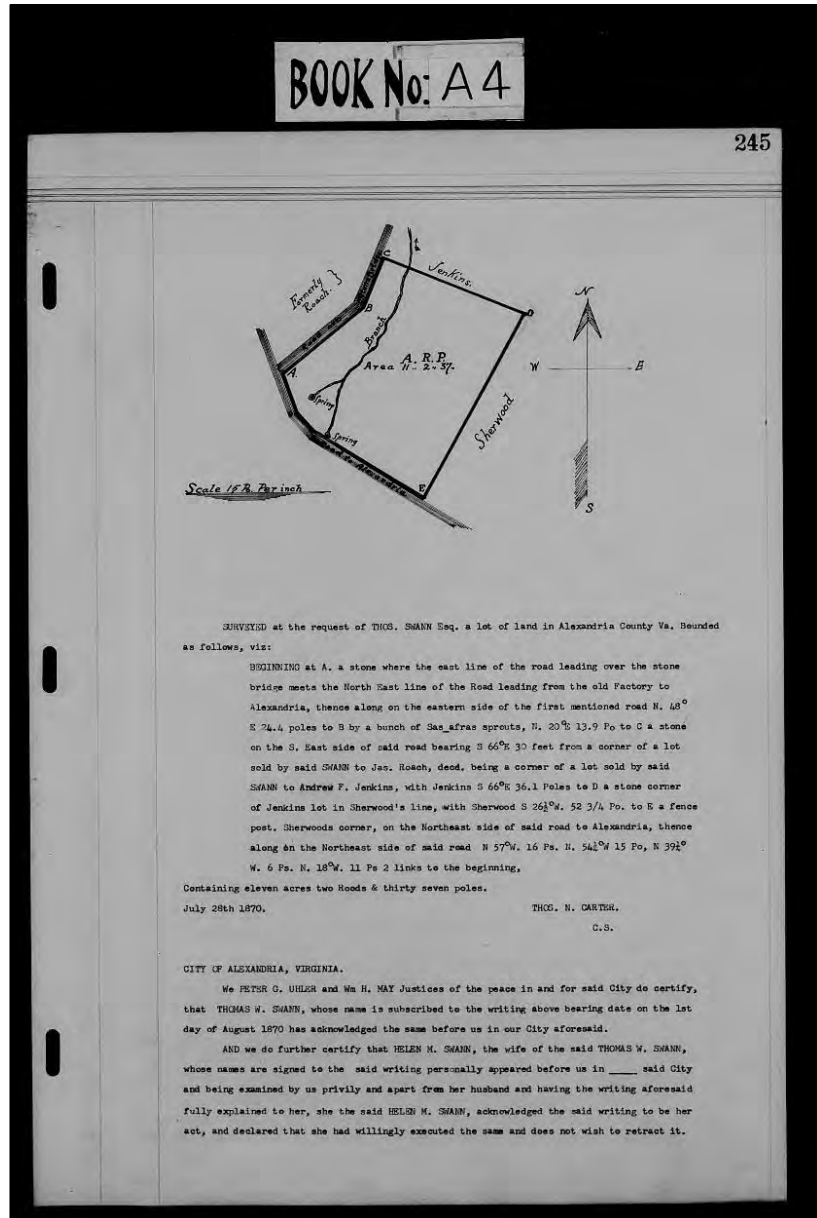 BOOK No: A4
245
C
Jenkins.
Formerly
Roach. }
B
D
N
Branch
A. R. P.
Area 11 - 2 - 37.
W
E
A.
Spring
Sherwood
Spring
Road to Alexandria
E
Scale 16 P. Per inch
S
SURVEYED at the request of THOS. SWANN Esq. a lot of land in Alexandria County Va. Bounded
as follows, viz:
BEGINNING at A. a stone where the east line of the road leading over the stone
bridge meets the North East line of the Road leading from the old Factory to
Alexandria, thence along on the eastern side of the first mentioned road N. 48°
E 24.4 poles to B by a bunch of Sas_afras sprouts, N. 20°E 13.9 Po to C a stone
on the S. East side of said road bearing S 66°E 30 feet from a corner of a lot
sold by said SWANN to Jas. Roach, decd. being a corner of a lot sold by said
SWANN to Andrew F. Jenkins, with Jenkins S 66°E 36.1 Poles to D a stone corner
of Jenkins lot in Sherwood's line, with Sherwood S 26½°W. 52 3/4 Po. to E a fence
post. Sherwoods corner, on the Northeast side of said road to Alexandria, thence
along on the Northeast side of said road N 57°W. 16 Ps. N. 54½°W 15 Po, N 39½°
W. 6 Ps. N. 18°W. 11 Ps 2 links to the beginning,
Containing eleven acres two Roods & thirty seven poles.
July 28th 1870. THOS. N. CARTER.
C.S.
CITY OF ALEXANDRIA, VIRGINIA.
We PETER G. UHLER and Wm H. MAY Justices of the peace in and for said City do certify,
that THOMAS W. SWANN, whose name is subscribed to the writing above bearing date on the 1st
day of August 1870 has acknowledged the same before us in our City aforesaid.
AND we do further certify that HELEN M. SWANN, the wife of the said THOMAS W. SWANN,
whose names are signed to the said writing personally appeared before us in _____ said City
and being examined by us privily and apart from her husband and having the writing aforesaid
fully explained to her, she the said HELEN M. SWANN, acknowledged the said writing to be her
act, and declared that she had willingly executed the same and does not wish to retract it.